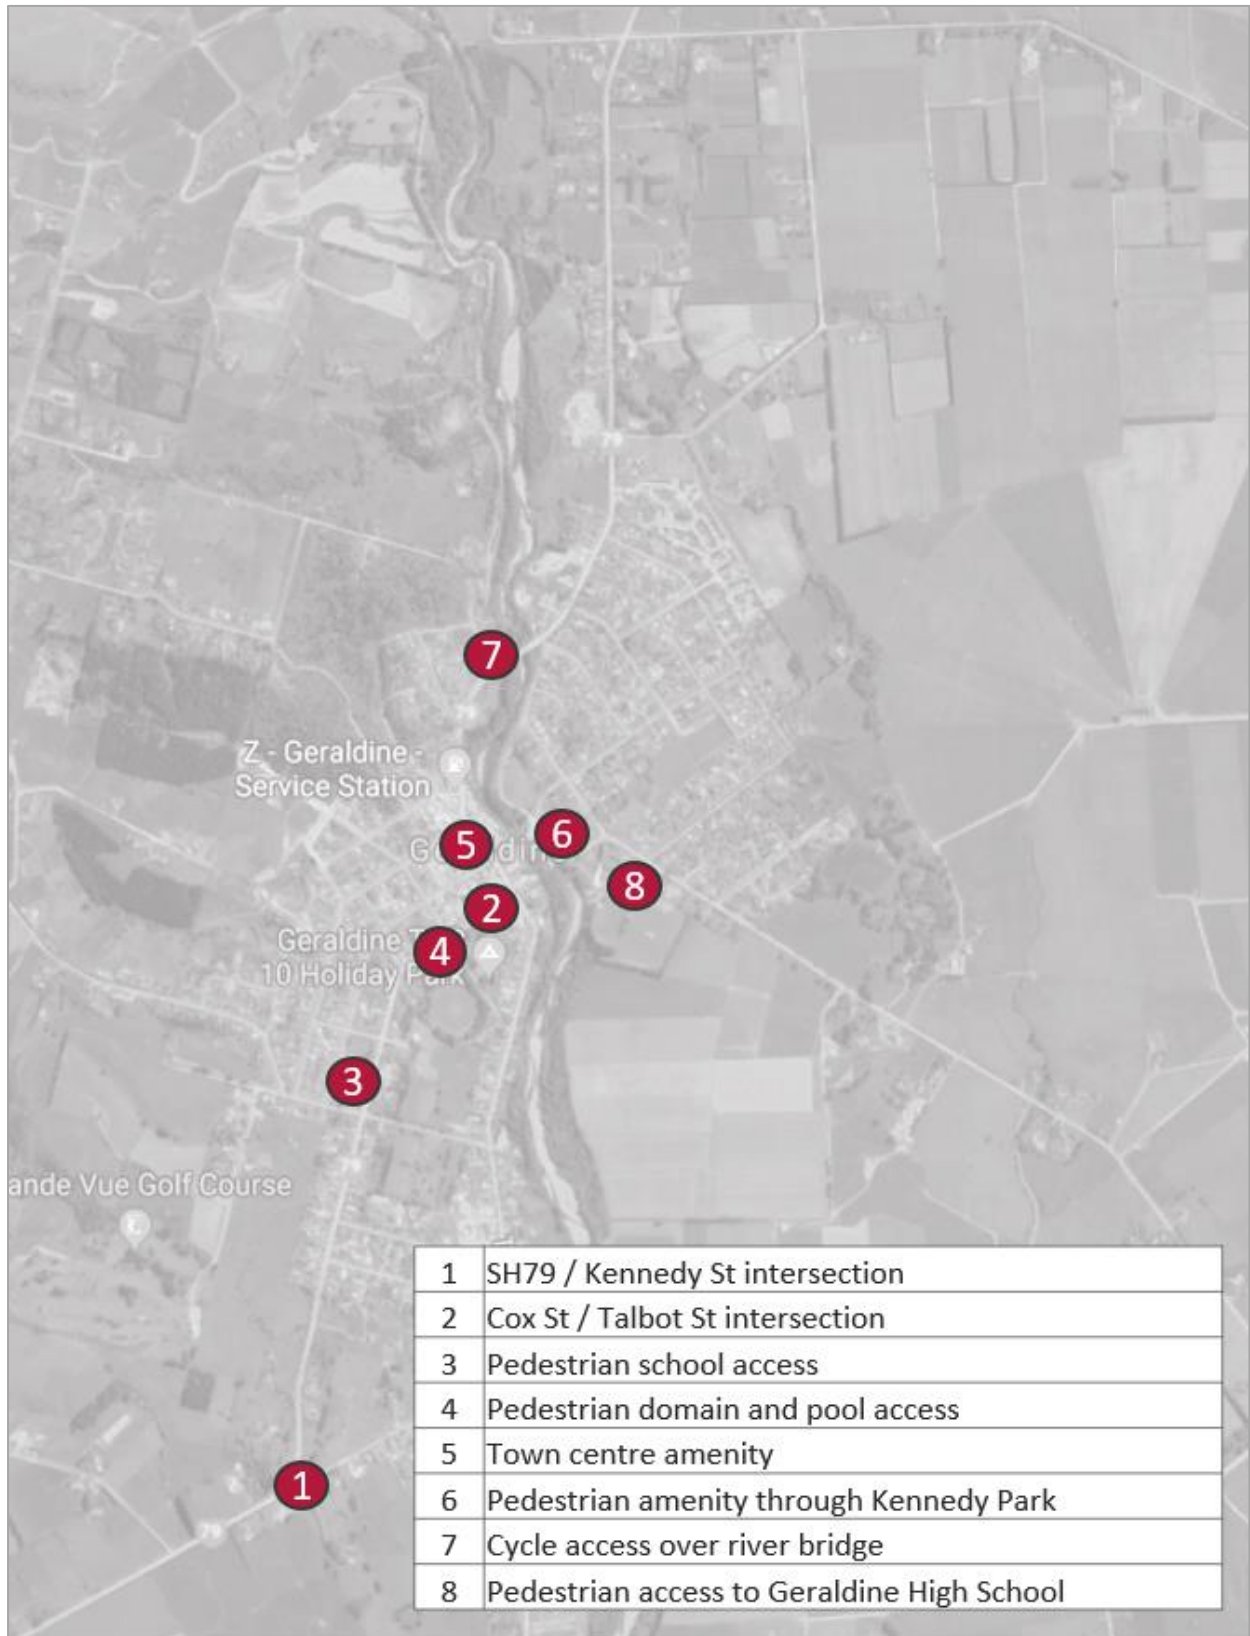 79
7
Z - Geraldine -
Service Station
6
5
8
2
Geraldine
4
10 Holiday Park
3
ande Vue Golf Course
1 SH79 / Kennedy St intersection
2 Cox St / Talbot St intersection
3 Pedestrian school access
4 Pedestrian domain and pool access
5 Town centre amenity
6 Pedestrian amenity through Kennedy Park
7 Cycle access over river bridge
8 Pedestrian access to Geraldine High School
1
79